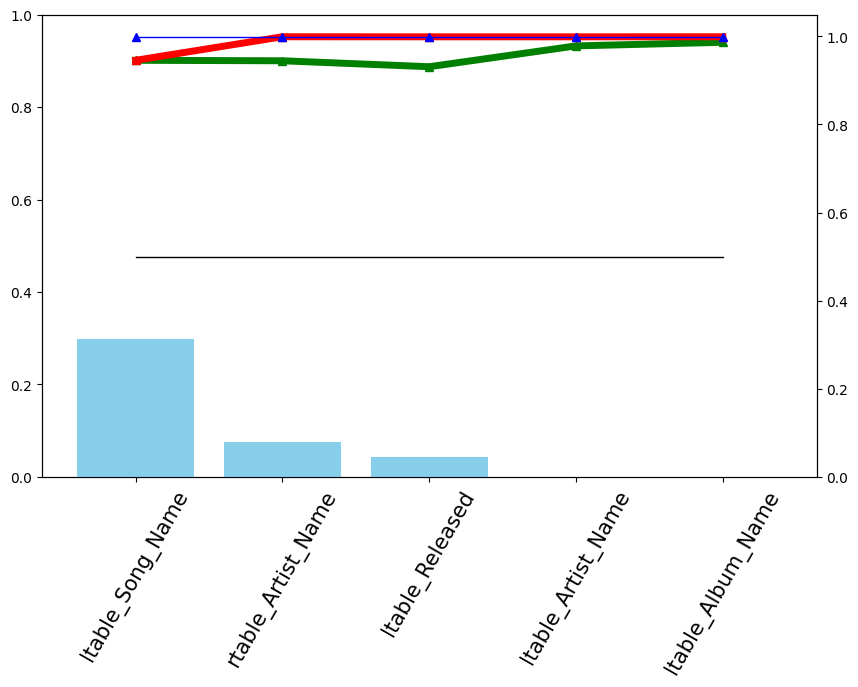 1.0
0.8
0.6
0.4
0.2
0.0
1.0
0.8
0.6
0.4
0.2
0.0
ltable_Song_Name
rtable_Artist_Name
ltable_Released
ltable_Artist_Name
ltable_Album_Name